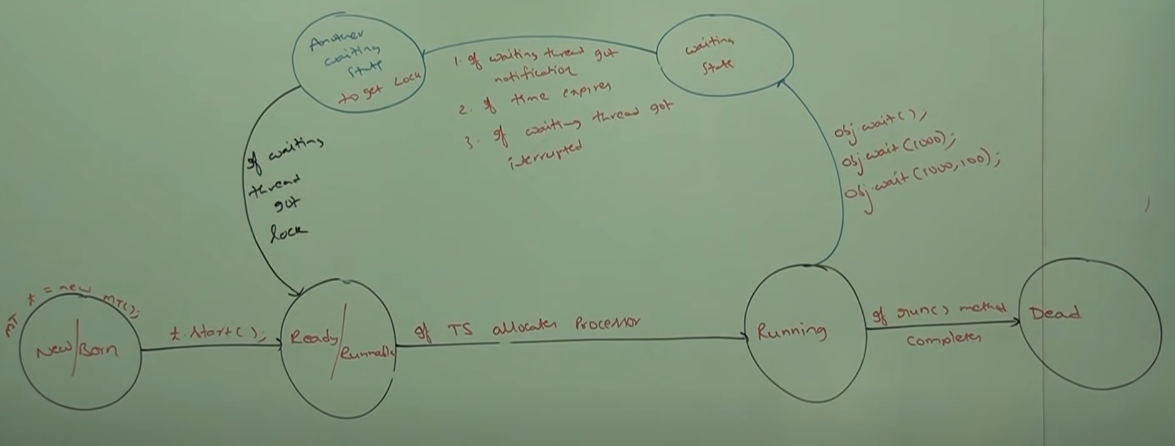 Another
waiting
state
to get Lock
1. If waiting thread got
notification
2. If time expires
3. If waiting thread got
interrupted
waiting
state
obj.wait();
obj.wait(1000);
obj.wait(1000,100);
If waiting
thread
got
lock
MT t = new MT();
New/Born
t.start();
Ready/
Runnable
If TS allocates Processor
Running
If run() method
completes
Dead